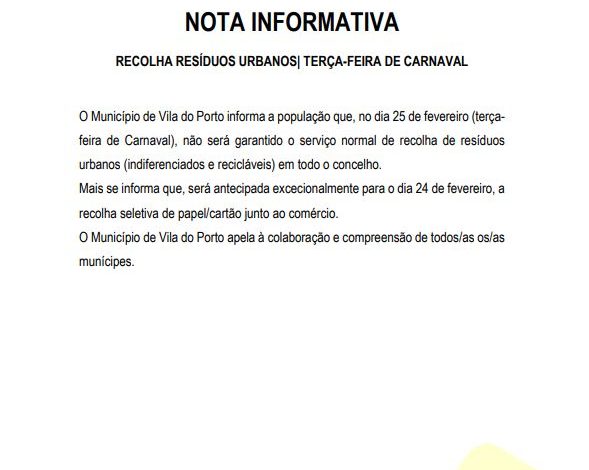 NOTA INFORMATIVA
RECOLHA RESÍDUOS URBANOS| TERÇA-FEIRA DE CARNAVAL
O Município de Vila do Porto informa a população que, no dia 25 de fevereiro (terça-
feira de Carnaval), não será garantido o serviço normal de recolha de resíduos
urbanos (indiferenciados e recicláveis) em todo o concelho.
Mais se informa que, será antecipada excecionalmente para o dia 24 de fevereiro, a
recolha seletiva de papel/cartão junto ao comércio.
O Município de Vila do Porto apela à colaboração e compreensão de todos/as os/as
munícipes.